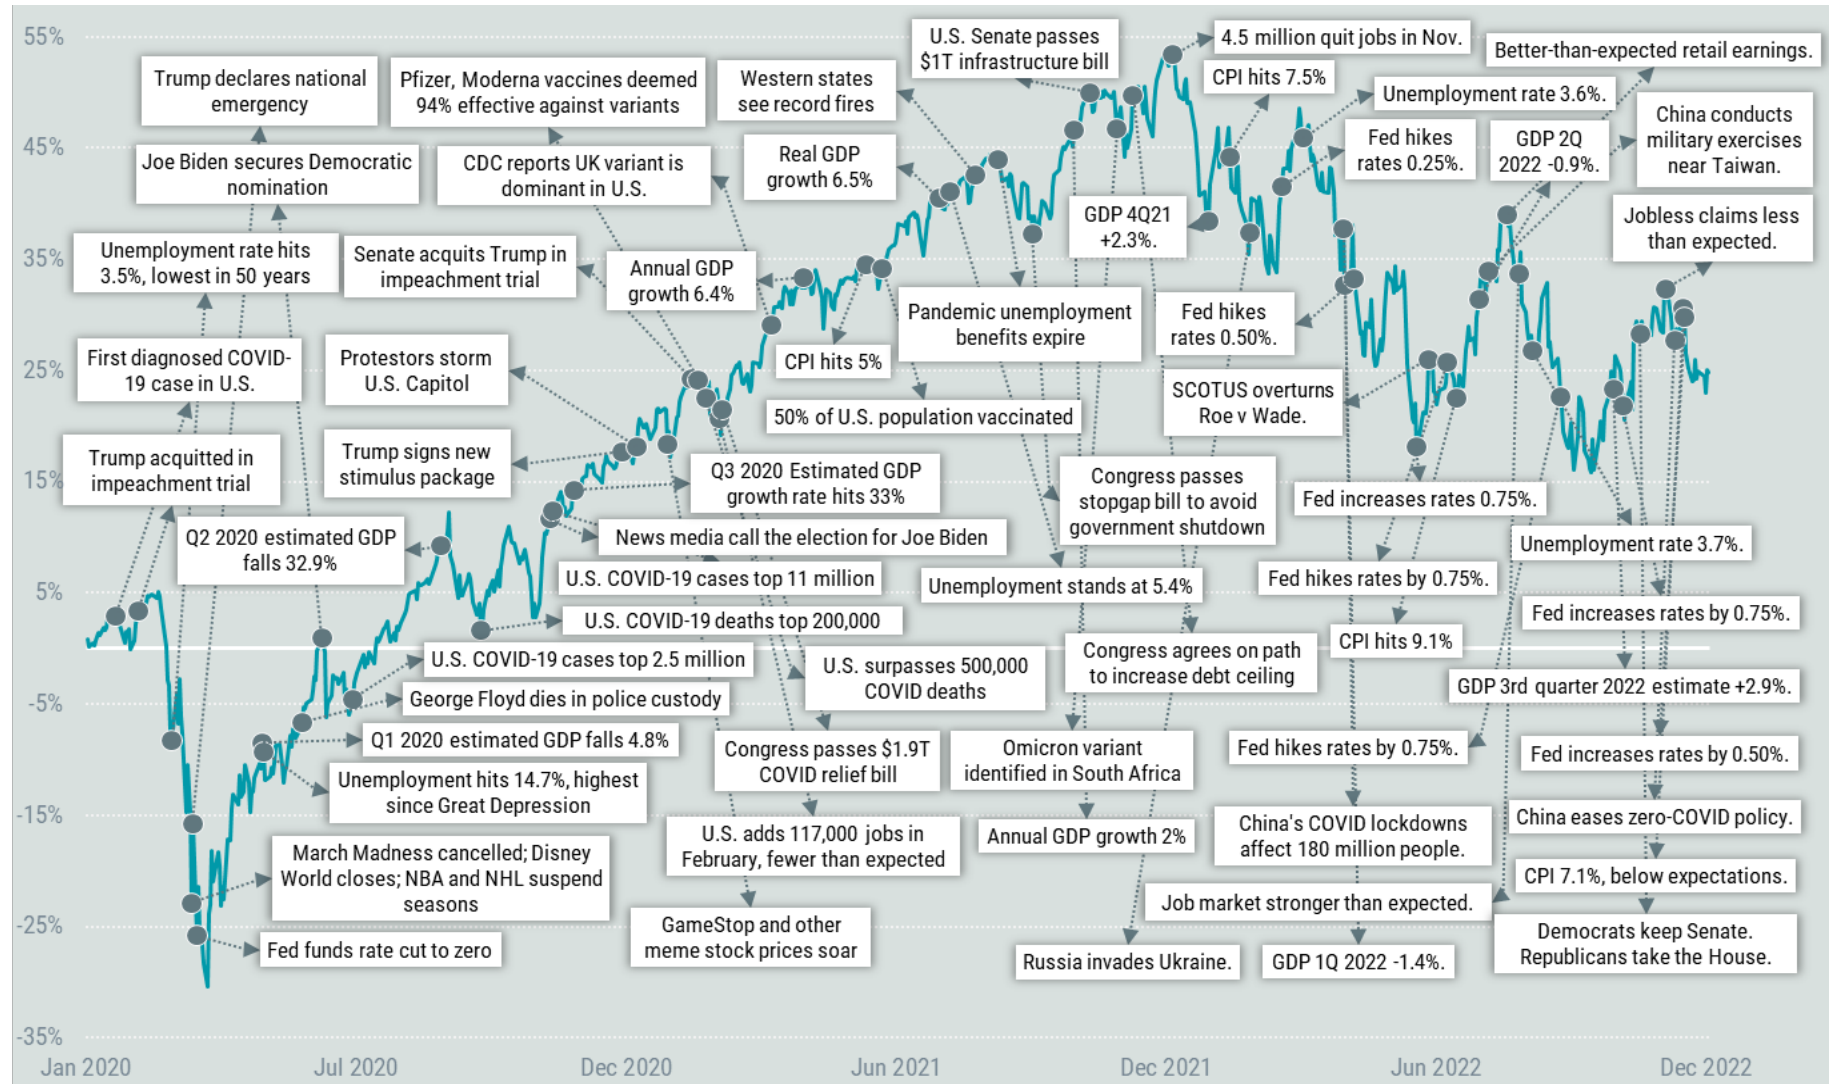 55%
45%
35%
25%
15%
5%
-5%
-15%
-25%
-35%
Jan 2020
Jul 2020
Dec 2020
Jun 2021
Dec 2021
Jun 2022
Dec 2022
Trump declares national
emergency
Joe Biden secures Democratic
nomination
Unemployment rate hits
3.5%, lowest in 50 years
First diagnosed COVID-
19 case in U.S.
Trump acquitted in
impeachment trial
Q2 2020 estimated GDP
falls 32.9%
Pfizer, Moderna vaccines deemed
94% effective against variants
CDC reports UK variant is
dominant in U.S.
Senate acquits Trump in
impeachment trial
Protestors storm
U.S. Capitol
Trump signs new
stimulus package
Annual GDP
growth 6.4%
Western states
see record fires
Real GDP
growth 6.5%
U.S. Senate passes
$1T infrastructure bill
CPI hits 5%
50% of U.S. population vaccinated
Pandemic unemployment
benefits expire
Q3 2020 Estimated GDP
growth rate hits 33%
News media call the election for Joe Biden
U.S. COVID-19 cases top 11 million
U.S. COVID-19 deaths top 200,000
U.S. COVID-19 cases top 2.5 million
George Floyd dies in police custody
Q1 2020 estimated GDP falls 4.8%
Unemployment hits 14.7%, highest
since Great Depression
March Madness cancelled; Disney
World closes; NBA and NHL suspend
seasons
Fed funds rate cut to zero
U.S. surpasses 500,000
COVID deaths
Congress passes $1.9T
COVID relief bill
U.S. adds 117,000 jobs in
February, fewer than expected
GameStop and other
meme stock prices soar
Congress passes
stopgap bill to avoid
government shutdown
Unemployment stands at 5.4%
Congress agrees on path
to increase debt ceiling
Omicron variant
identified in South Africa
Annual GDP growth 2%
Russia invades Ukraine.
4.5 million quit jobs in Nov.
CPI hits 7.5%
Unemployment rate 3.6%.
Fed hikes
rates 0.25%.
GDP 4Q21
+2.3%.
Fed hikes
rates 0.50%.
SCOTUS overturns
Roe v Wade.
Better-than-expected retail earnings.
GDP 2Q
2022 -0.9%.
China conducts
military exercises
near Taiwan.
Jobless claims less
than expected.
Fed increases rates 0.75%.
Fed hikes rates by 0.75%.
CPI hits 9.1%
Fed hikes rates by 0.75%.
China's COVID lockdowns
affect 180 million people.
Job market stronger than expected.
GDP 1Q 2022 -1.4%.
Unemployment rate 3.7%.
Fed increases rates by 0.75%.
GDP 3rd quarter 2022 estimate +2.9%.
Fed increases rates by 0.50%.
China eases zero-COVID policy.
CPI 7.1%, below expectations.
Democrats keep Senate.
Republicans take the House.